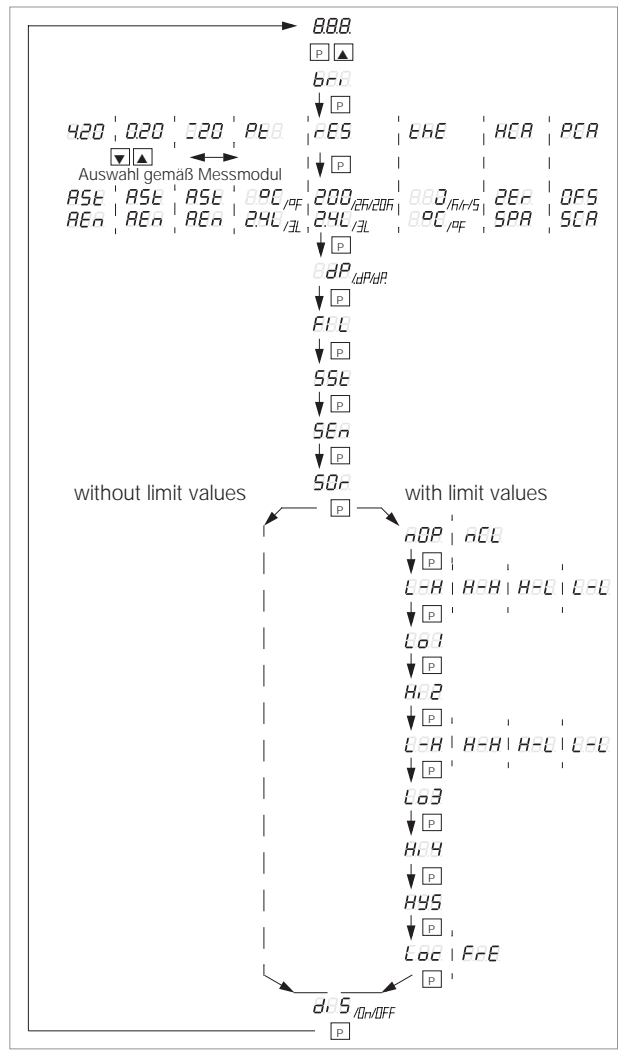 8.8.8.
P ▲
bri
P
4.20 0.20 -20 Pt rES thE HCA PCA
▼ ▲
P
Auswahl gemäß Messmodul
ASt ASt ASt °C/°F 200/2k/20k J/k/r/S 2Er OFS
AEn AEn AEn 2.4L/3L 2.4L/3L °C/°F SPA SCA
P
dP/.dP/dP.
P
FIL
P
SSt
P
SEn
P
SOr
without limit values P with limit values
nOP nCL
P
L-H H-H H-L L-L
P
Lo1
P
Hi2
P
L-H H-H H-L L-L
P
Lo3
P
Hi4
P
HYS
P
Loc FrE
P
diS/On/OFF
P